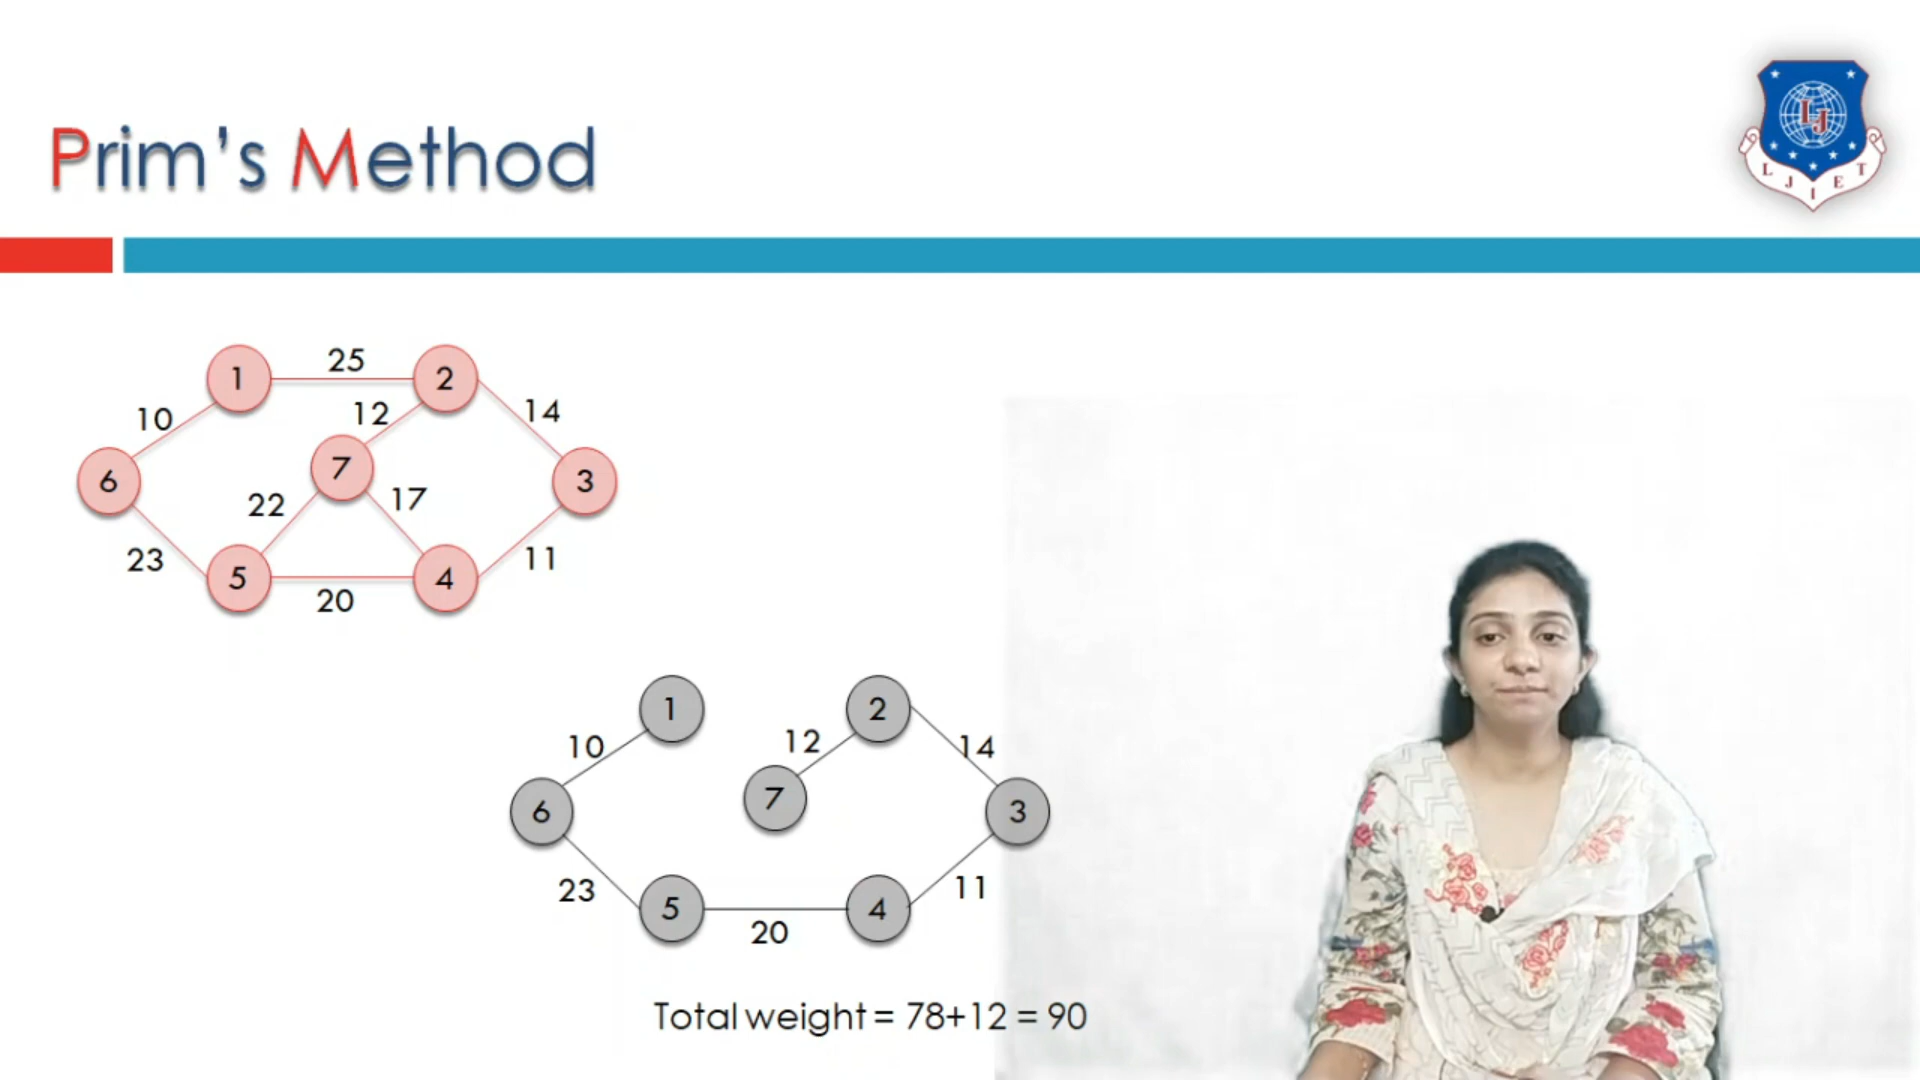 Prim's Method
L J I E T
LJ
1 25 2
10 12 14
6 7 3
22 17
23 11
5 20 4
1 2
10 12 14
6 7 3
23 11
5 20 4
Total weight = 78+12 = 90